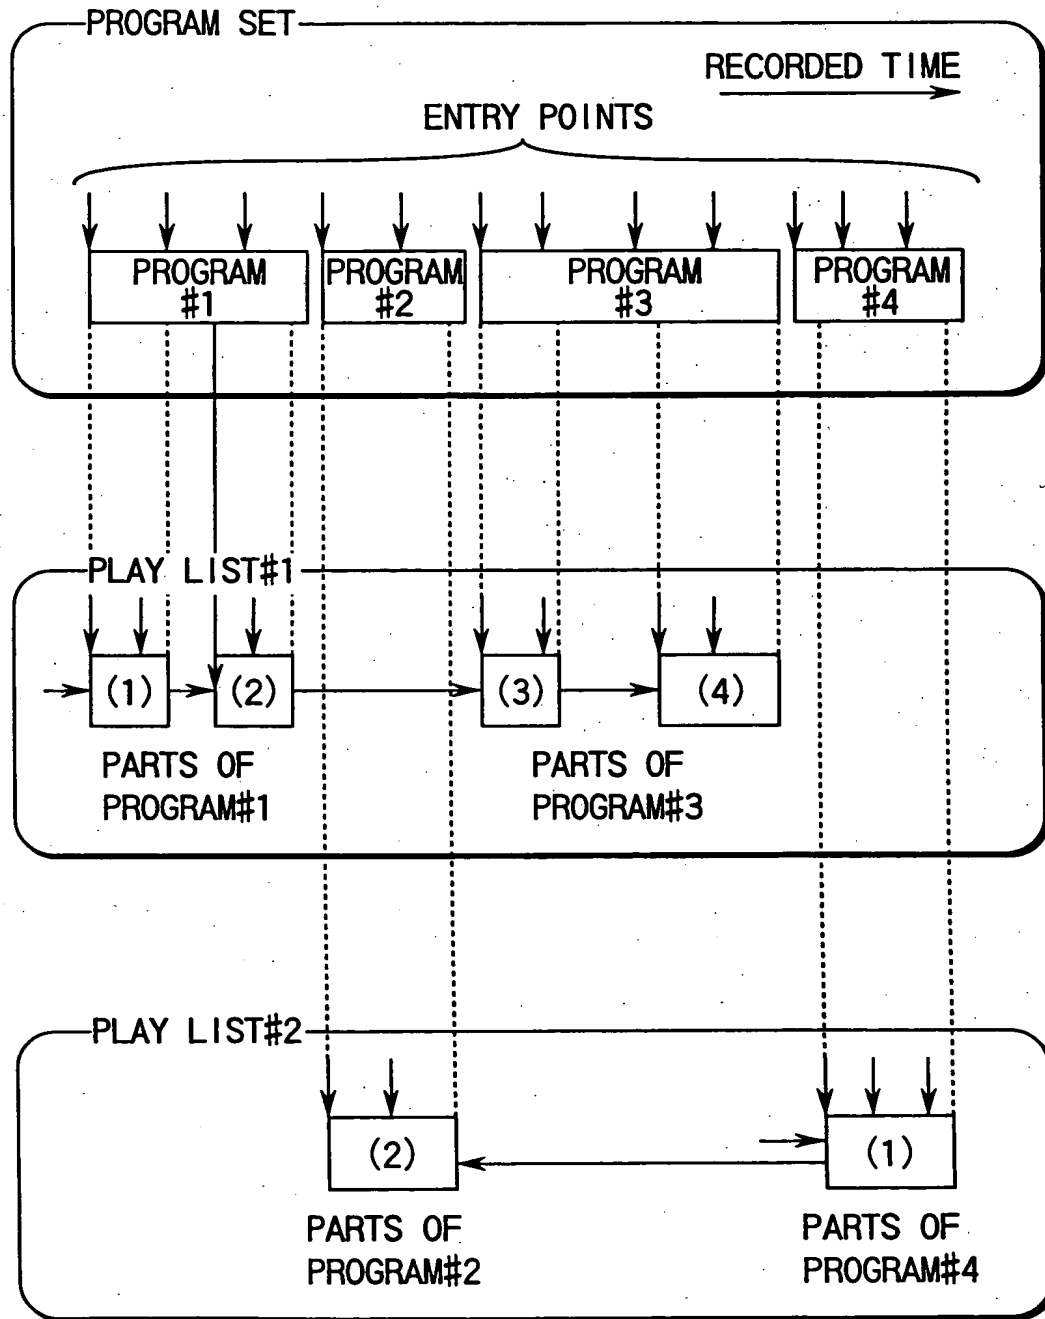 PROGRAM SET
RECORDED TIME
ENTRY POINTS
PROGRAM
#1
PROGRAM
#2
PROGRAM
#3
PROGRAM
#4
PLAY LIST#1
(1)
(2)
(3)
(4)
PARTS OF
PROGRAM#1
PARTS OF
PROGRAM#3
PLAY LIST#2
(2)
(1)
PARTS OF
PROGRAM#2
PARTS OF
PROGRAM#4